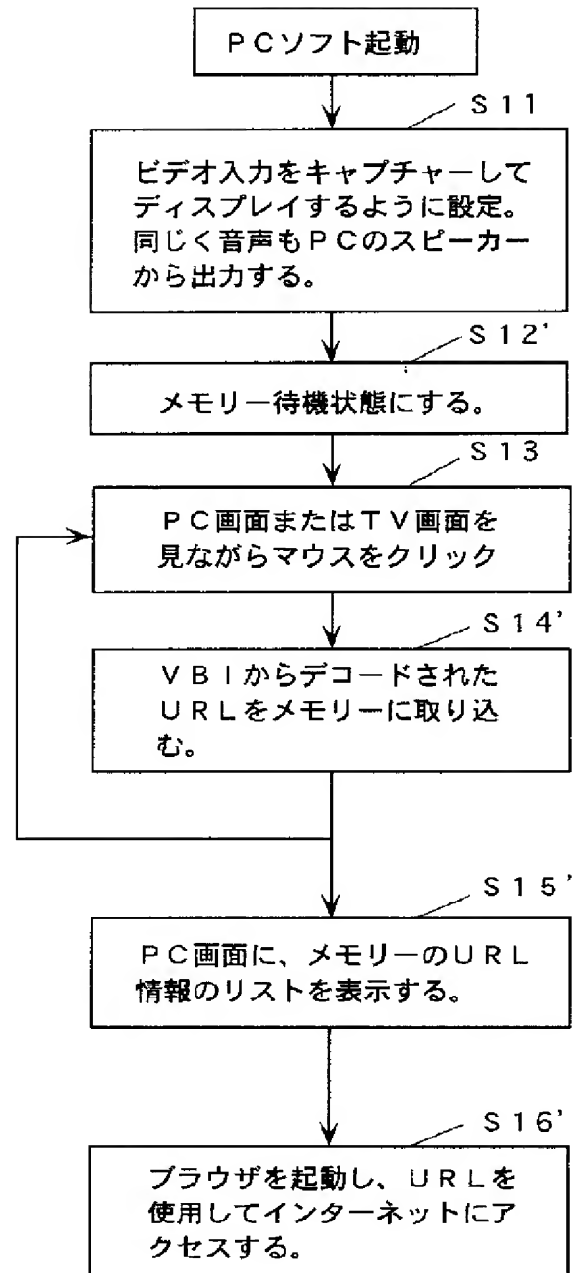 PCソフト起動
S11
ビデオ入力をキャプチャーして
ディスプレイするように設定。
同じく音声もPCのスピーカー
から出力する。
S12'
メモリー待機状態にする。
S13
PC画面またはTV画面を
見ながらマウスをクリック
S14'
VBIからデコードされた
URLをメモリーに取り込
む。
S15'
PC画面に、メモリーのURL
情報のリストを表示する。
S16'
ブラウザを起動し、URLを
使用してインターネットにア
クセスする。